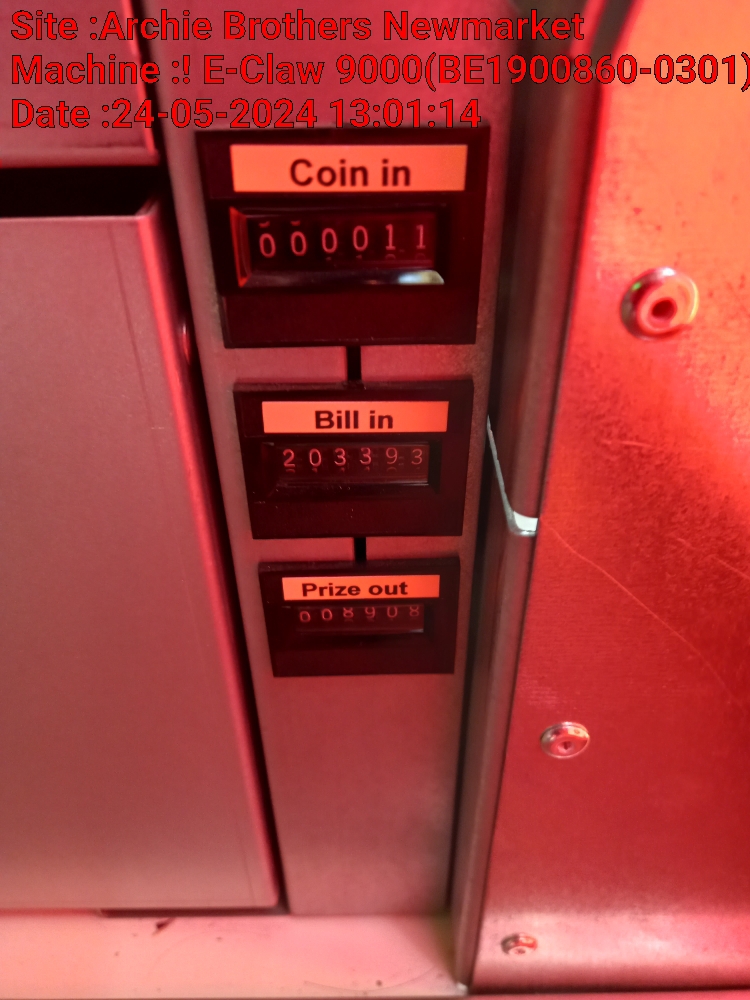 Site :Archie Brothers Newmarket
Machine :! E-Claw 9000(BE1900860-0301)
Date :24-05-2024 13:01:14
Coin in
000011
Bill in
203393
Prize out
008908